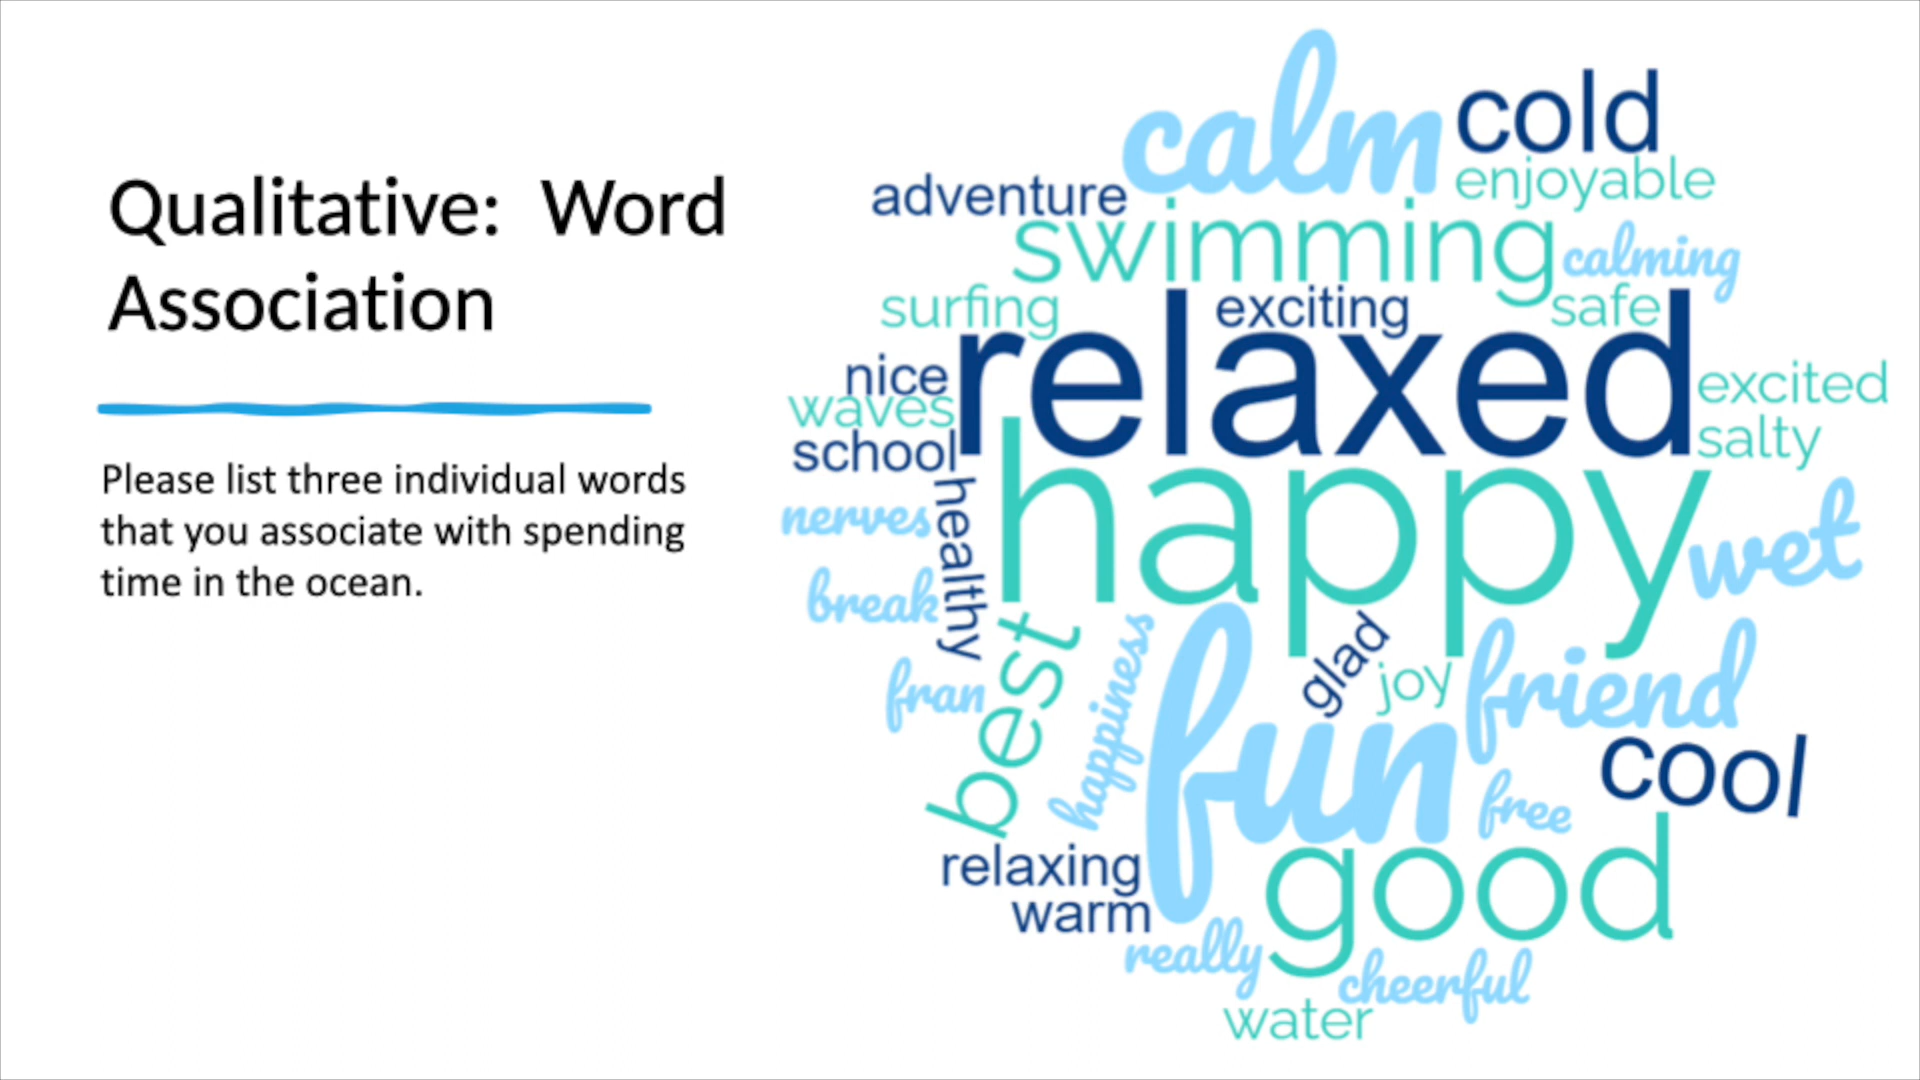 Qualitative:  Word
Association
Please list three individual words
that you associate with spending
time in the ocean.
calm
cold
adventure
enjoyable
swimming
calming
surfing
exciting
safe
relaxed
nice
excited
waves
salty
school
happy
nerves
healthy
wet
break
best
happiness
glad
joy
friend
fran
fun
cool
free
relaxing
good
warm
really
cheerful
water